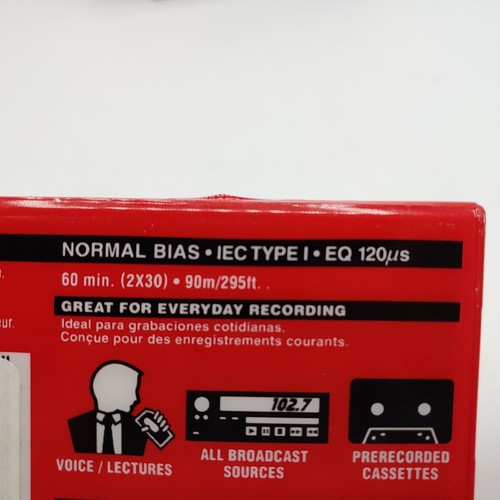 NORMAL BIAS • IEC TYPE I • EQ 120µs
60 min. (2X30) • 90m/295ft.
GREAT FOR EVERYDAY RECORDING
Ideal para grabaciones cotidianas.
Conçue pour des enregistrements courants.
102.7
VOICE / LECTURES
ALL BROADCAST
SOURCES
PRERECORDED
CASSETTES